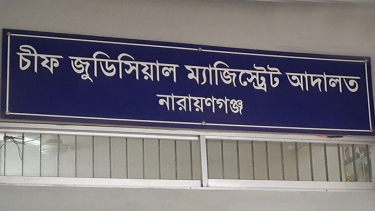 চীফ জুডিসিয়াল ম্যাজিস্ট্রেট আদালত
নারায়ণগঞ্জ